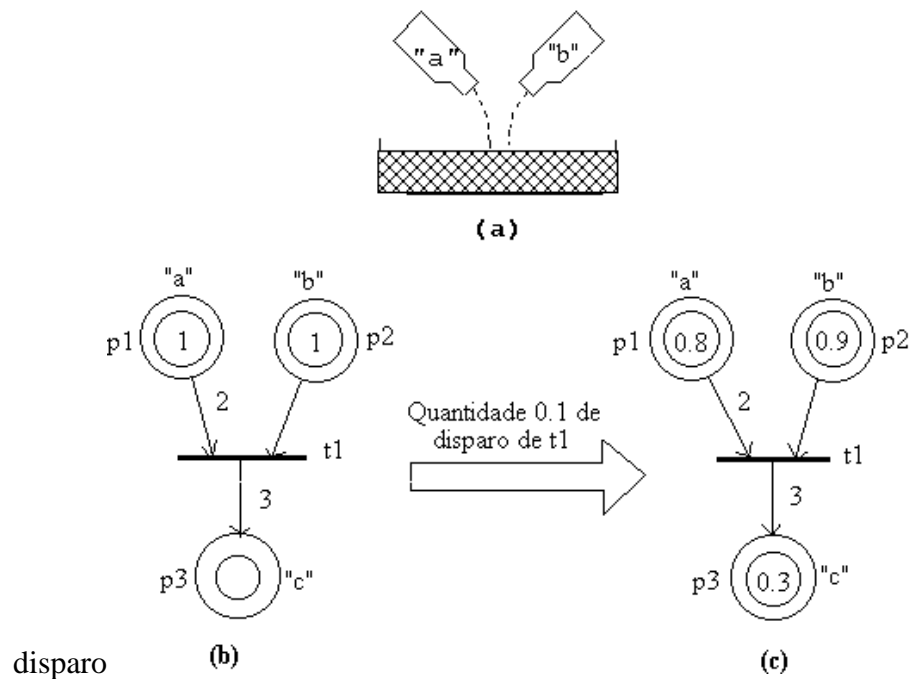 "a" "b"
(a)
"a" "b" "a" "b"
p1 1 1 p2 p1 0.8 0.9 p2
2 2
Quantidade 0.1 de
disparo de t1
t1 t1
3 3
p3 "c" p3 0.3 "c"
disparo (b) (c)